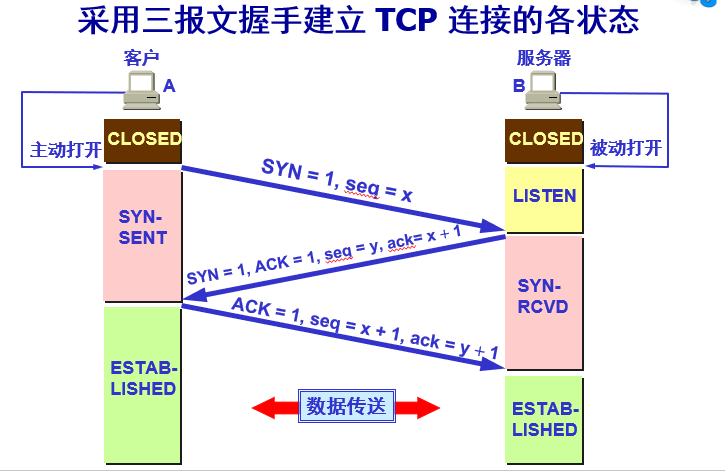 采用三报文握手建立 TCP 连接的各状态
客户
服务器
A
B
CLOSED
CLOSED
主动打开
被动打开
SYN = 1, seq = x
LISTEN
SYN-
SENT
SYN = 1, ACK = 1, seq = y, ack= x + 1
SYN-
RCVD
ACK = 1, seq = x + 1, ack = y + 1
ESTAB-
LISHED
数据传送
ESTAB-
LISHED